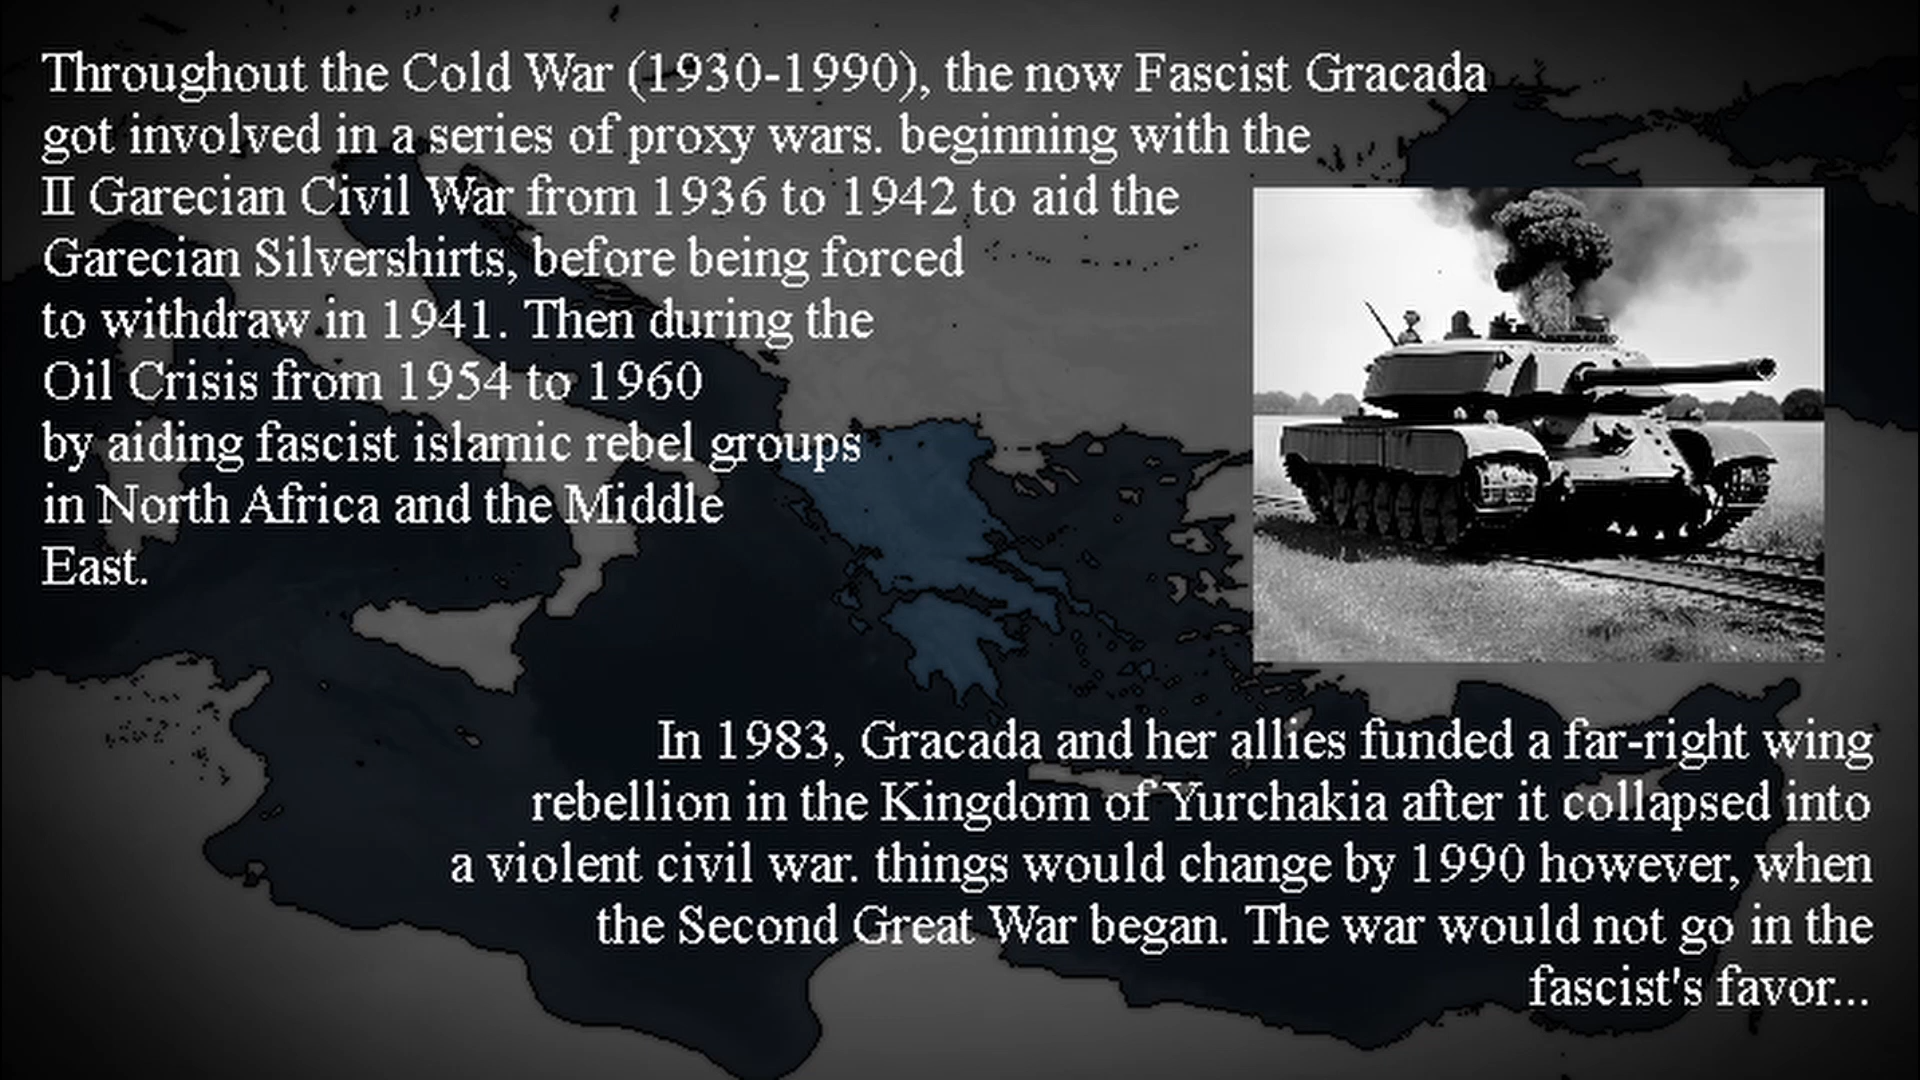 Throughout the Cold War (1930-1990), the now Fascist Gracada
got involved in a series of proxy wars. beginning with the
II Garecian Civil War from 1936 to 1942 to aid the
Garecian Silvershirts, before being forced
to withdraw in 1941. Then during the
Oil Crisis from 1954 to 1960
by aiding fascist islamic rebel groups
in North Africa and the Middle
East.
In 1983, Gracada and her allies funded a far-right wing
rebellion in the Kingdom of Yurchakia after it collapsed into
a violent civil war. things would change by 1990 however, when
the Second Great War began. The war would not go in the
fascist's favor...